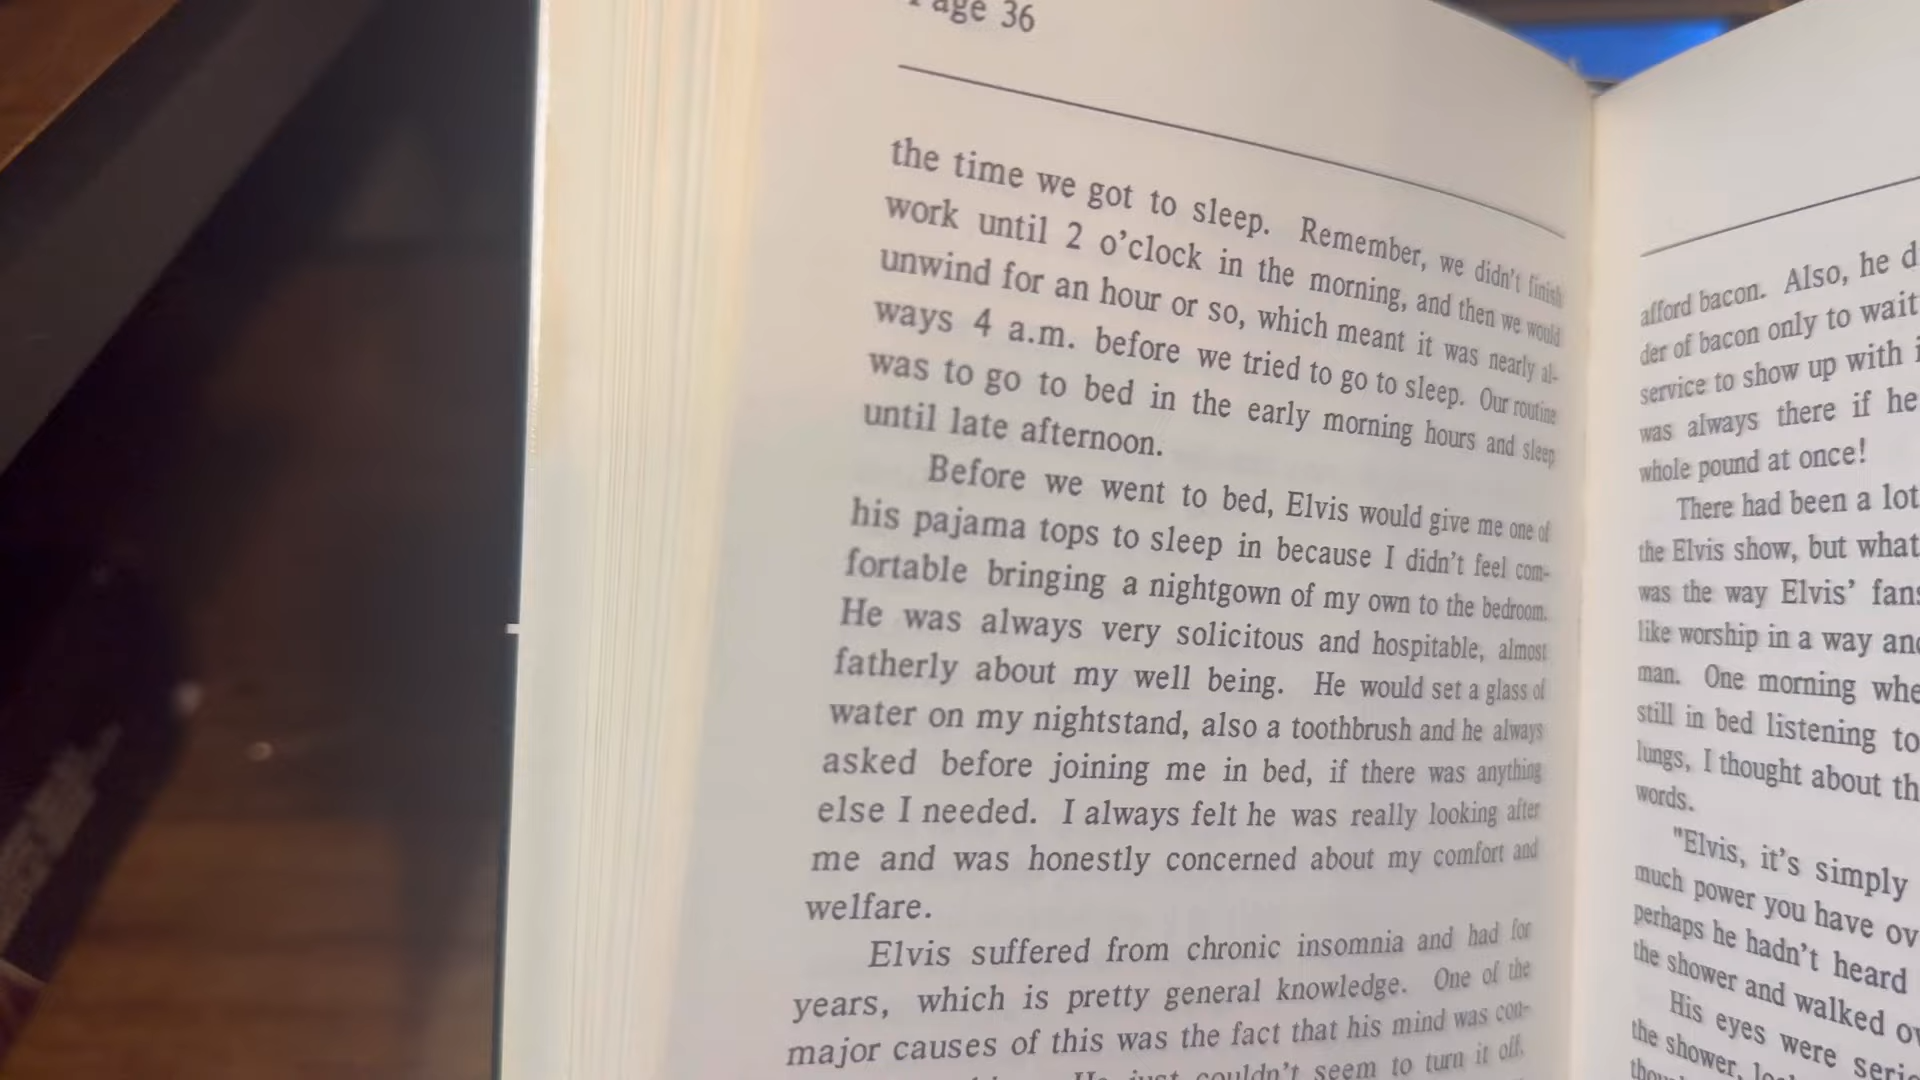 Page 36
the time we got to sleep. Remember, we didn't finish
work until 2 o'clock in the morning, and then we would
unwind for an hour or so, which meant it was nearly al-
ways 4 a.m. before we tried to go to sleep. Our routine
was to go to bed in the early morning hours and sleep
until late afternoon.
Before we went to bed, Elvis would give me one of
his pajama tops to sleep in because I didn't feel com-
fortable bringing a nightgown of my own to the bedroom.
He was always very solicitous and hospitable, almost
fatherly about my well being. He would set a glass of
water on my nightstand, also a toothbrush and he always
asked before joining me in bed, if there was anything
else I needed. I always felt he was really looking after
me and was honestly concerned about my comfort and
welfare.
Elvis suffered from chronic insomnia and had for
years, which is pretty general knowledge. One of the
major causes of this was the fact that his mind was con-
just couldn't seem to turn it off.
afford bacon. Also, he d
der of bacon only to wait
service to show up with i
was always there if he
whole pound at once!
There had been a lot
the Elvis show, but what
was the way Elvis' fans
like worship in a way and
man. One morning whe
still in bed listening to
lungs, I thought about th
words.
"Elvis, it's simply
much power you have ov
perhaps he hadn't heard
the shower and walked ov
His eyes were serio
the shower,